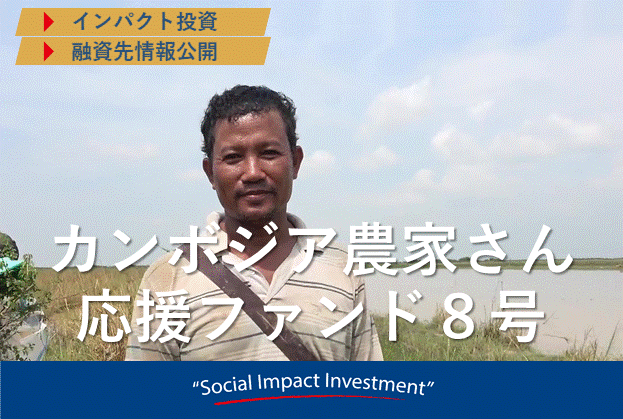 インパクト投資
融資先情報公開
カンボジア農家さん
応援ファンド８号
“Social Impact Investment”